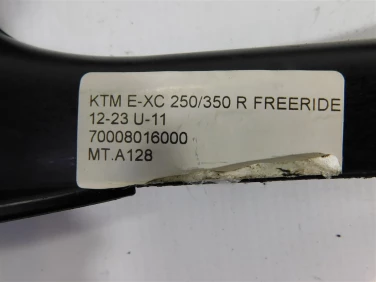 KTM E-XC 250/350 R FREERIDE
12-23 U-11
70008016000
MT.A128